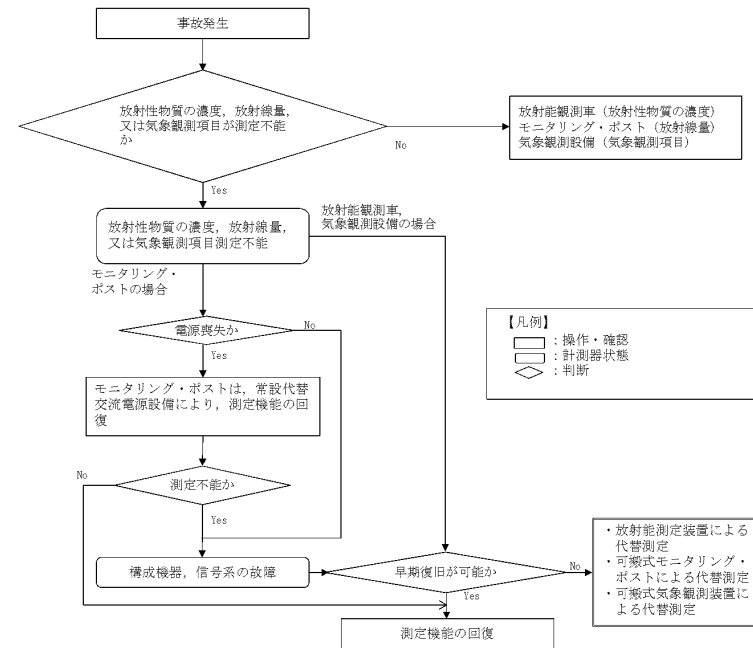 事故発生
放射性物質の濃度，放射線量，
又は気象観測項目が測定不能
か
No
放射能観測車（放射性物質の濃度）
モニタリング・ポスト（放射線量）
気象観測設備（気象観測項目）
Yes
放射性物質の濃度，放射線量，
又は気象観測項目測定不能
放射能観測車，
気象観測設備の場合
モニタリング・
ポストの場合
電源喪失か
No
Yes
【凡例】
：操作・確認
：計測器状態
：判断
モニタリング・ポストは，常設代替
交流電源設備により，測定機能の回
復
No
測定不能か
Yes
構成機器，信号系の故障
早期復旧が可能か
No
Yes
・放射能測定装置による
代替測定
・可搬式モニタリング・
ポストによる代替測定
・可搬式気象観測装置に
よる代替測定
測定機能の回復